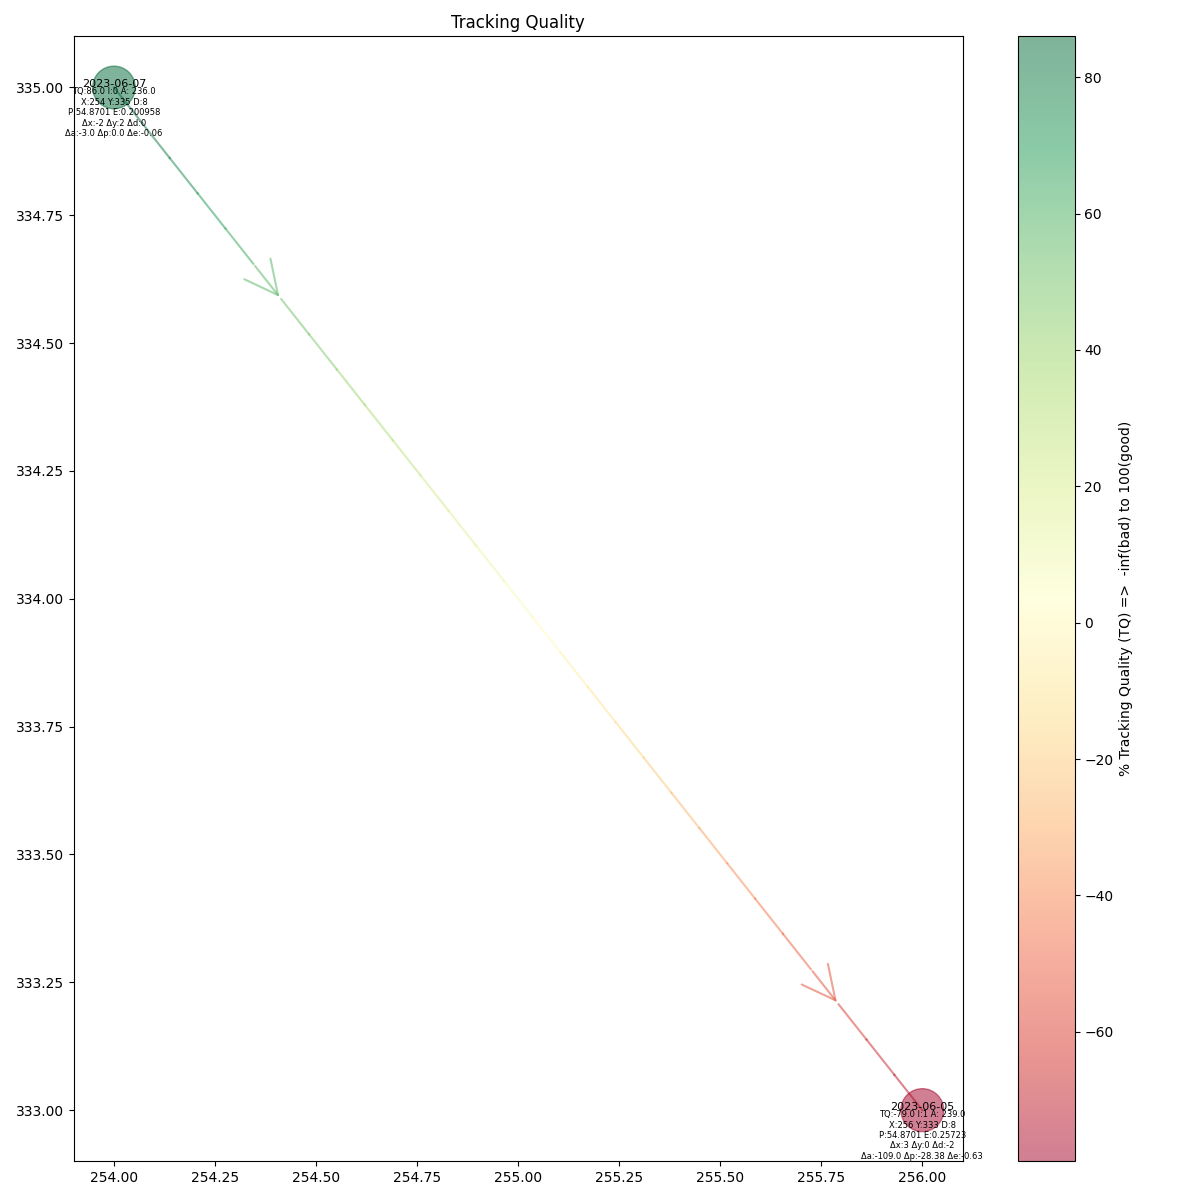 Tracking Quality
335.00
334.75
334.50
334.25
334.00
333.75
333.50
333.25
333.00
2023-06-07
TQ:86.0 I:0 A: 236.0
X:254 Y:335 D:8
P:54.8701 E:0.200958
Δx:-2 Δy:2 Δd:0
Δa:-3.0 Δp:0.0 Δe:-0.06
2023-06-05
TQ:-79.0 I:1 A: 239.0
X:256 Y:333 D:8
P:54.8701 E:0.25723
Δx:3 Δy:0 Δd:-2
Δa:-109.0 Δp:-28.38 Δe:-0.63
254.00 254.25 254.50 254.75 255.00 255.25 255.50 255.75 256.00
80
60
40
20
0
−20
−40
−60
% Tracking Quality (TQ) => -inf(bad) to 100(good)